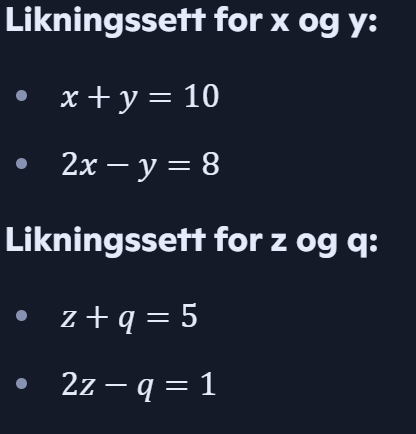 Likningssett for x og y:
• x + y = 10
• 2x − y = 8
Likningssett for z og q:
• z + q = 5
• 2z − q = 1